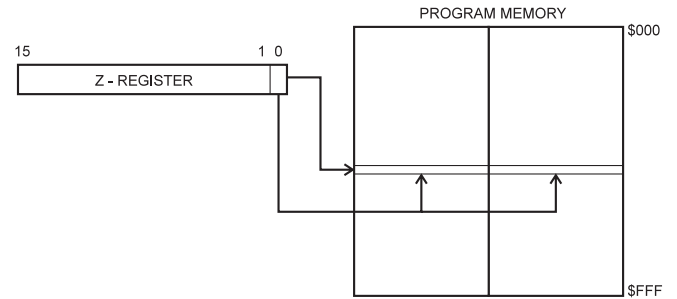 PROGRAM MEMORY
$000
15 1 0
Z - REGISTER
$FFF